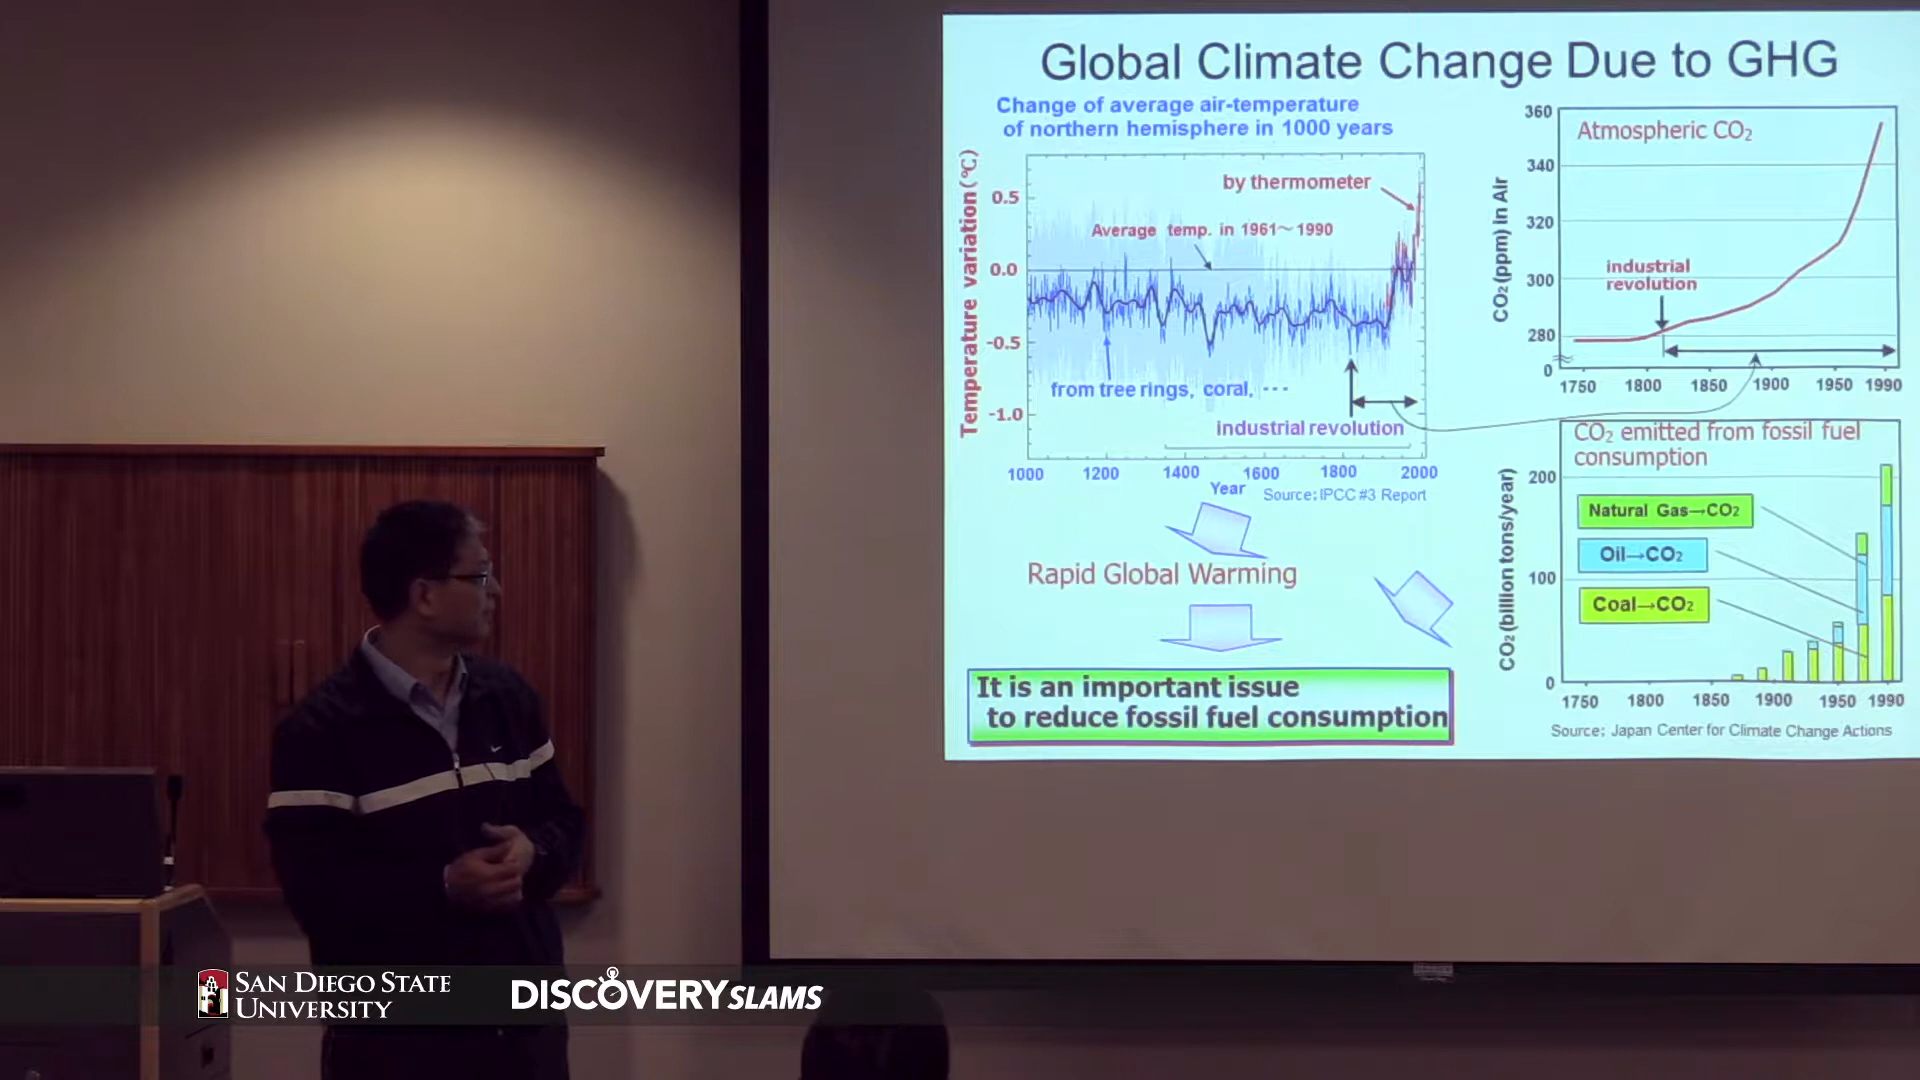 Global Climate Change Due to GHG
Change of average air-temperature
of northern hemisphere in 1000 years
Temperature variation(℃)
0.5
0.0
-0.5
-1.0
by thermometer
Average temp. in 1961~1990
from tree rings, coral, ---
industrial revolution
1000 1200 1400 1600 1800 2000
Year
Source: IPCC #3 Report
Rapid Global Warming
It is an important issue
to reduce fossil fuel consumption
Atmospheric CO2
CO2(ppm) in Air
360
340
320
300
280
0
industrial
revolution
1750 1800 1850 1900 1950 1990
CO2 emitted from fossil fuel
consumption
CO2(billion tons/year)
200
100
0
Natural Gas→CO2
Oil→CO2
Coal→CO2
1750 1800 1850 1900 1950 1990
Source: Japan Center for Climate Change Actions
SAN DIEGO STATE
UNIVERSITY
DISCOVERY SLAMS